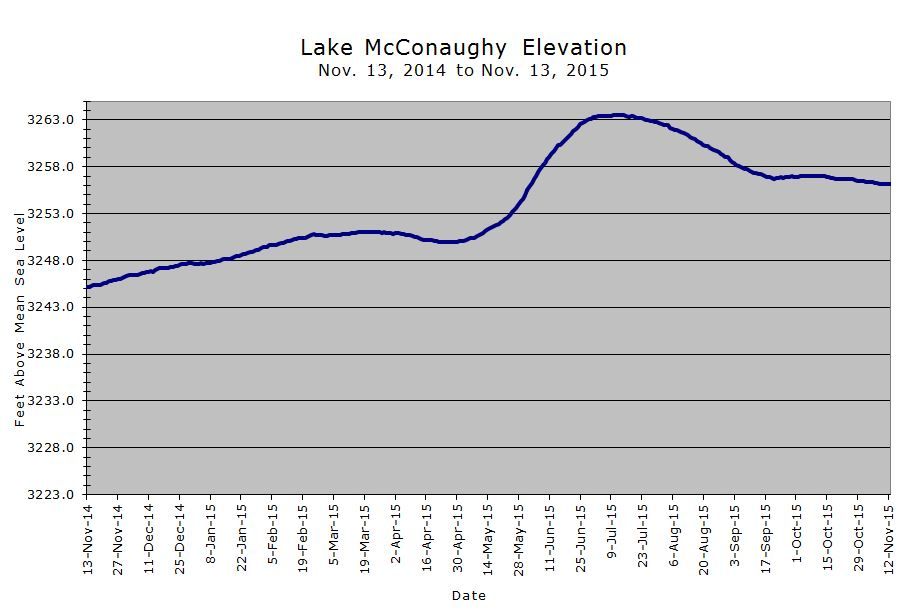 Lake McConaughy Elevation
Nov. 13, 2014 to Nov. 13, 2015
Feet Above Mean Sea Level
3263.0
3258.0
3253.0
3248.0
3243.0
3238.0
3233.0
3228.0
3223.0
13-Nov-14
27-Nov-14
11-Dec-14
25-Dec-14
8-Jan-15
22-Jan-15
5-Feb-15
19-Feb-15
5-Mar-15
19-Mar-15
2-Apr-15
16-Apr-15
30-Apr-15
14-May-15
28-May-15
11-Jun-15
25-Jun-15
9-Jul-15
23-Jul-15
6-Aug-15
20-Aug-15
3-Sep-15
17-Sep-15
1-Oct-15
15-Oct-15
29-Oct-15
12-Nov-15
Date